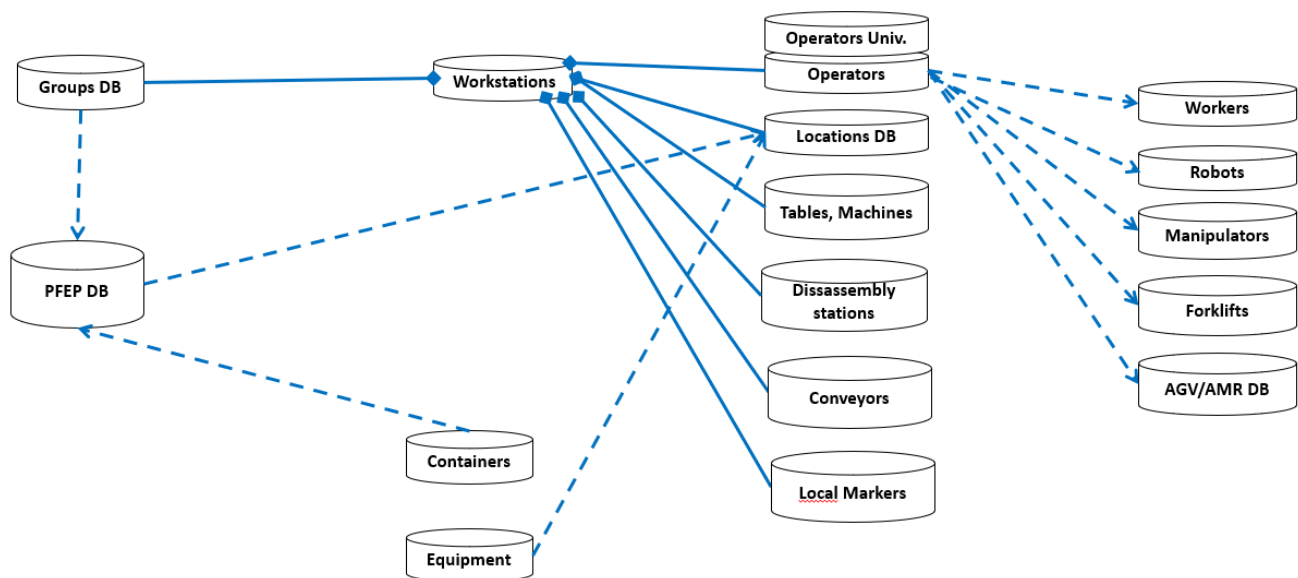 Operators Univ.
Groups DB
Workstations
Operators
Workers
Locations DB
Robots
Tables, Machines
Manipulators
PFEP DB
Dissassembly
stations
Forklifts
Conveyors
AGV/AMR DB
Containers
Local Markers
Equipment